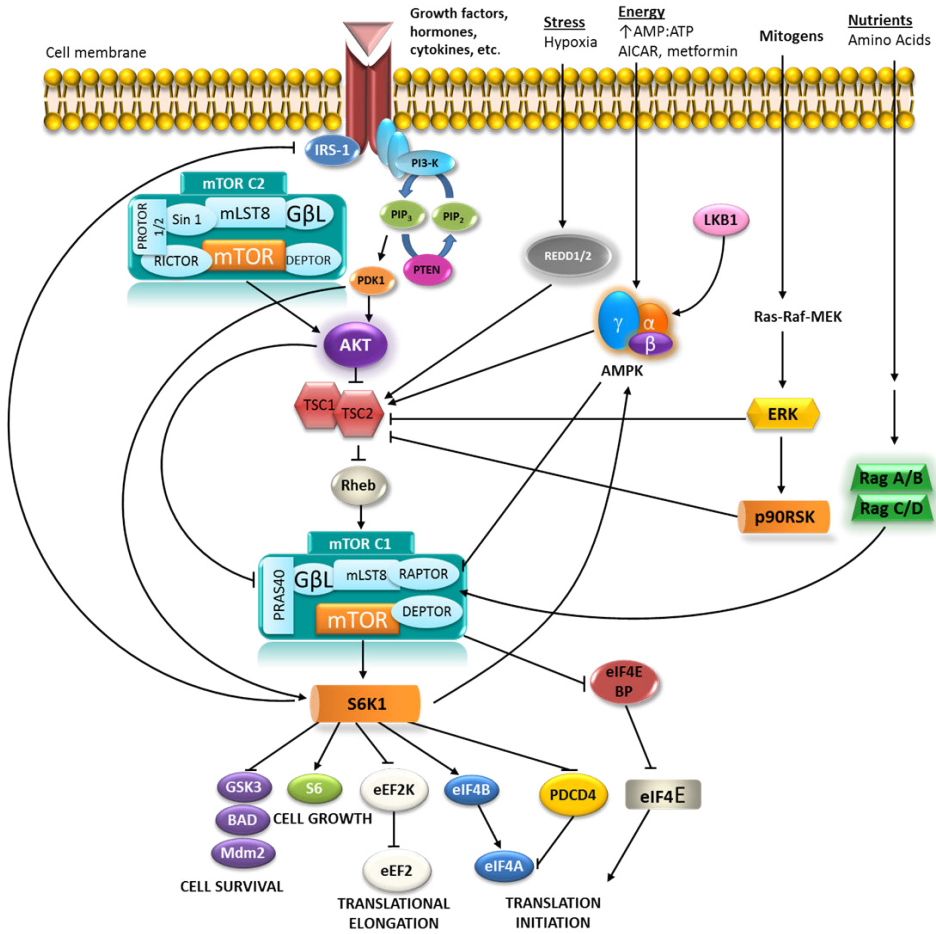 Growth factors,
hormones,
cytokines, etc.
Stress
Hypoxia
Energy
↑AMP:ATP
AICAR, metformin
Mitogens
Nutrients
Amino Acids
Cell membrane
IRS-1
PI3-K
mTOR C2
PROTOR
1/2
Sin 1
mLST8
GβL
RICTOR
mTOR
DEPTOR
PIP3
PIP2
PTEN
PDK1
LKB1
REDD1/2
γ
α
β
AMPK
Ras-Raf-MEK
AKT
TSC1
TSC2
ERK
Rheb
Rag A/B
Rag C/D
p90RSK
mTOR C1
PRAS40
GβL
mLST8
RAPTOR
mTOR
DEPTOR
eIF4E
BP
S6K1
GSK3
BAD
Mdm2
CELL SURVIVAL
S6
CELL GROWTH
eEF2K
eEF2
TRANSLATIONAL
ELONGATION
eIF4B
eIF4A
PDCD4
eIF4E
TRANSLATION
INITIATION